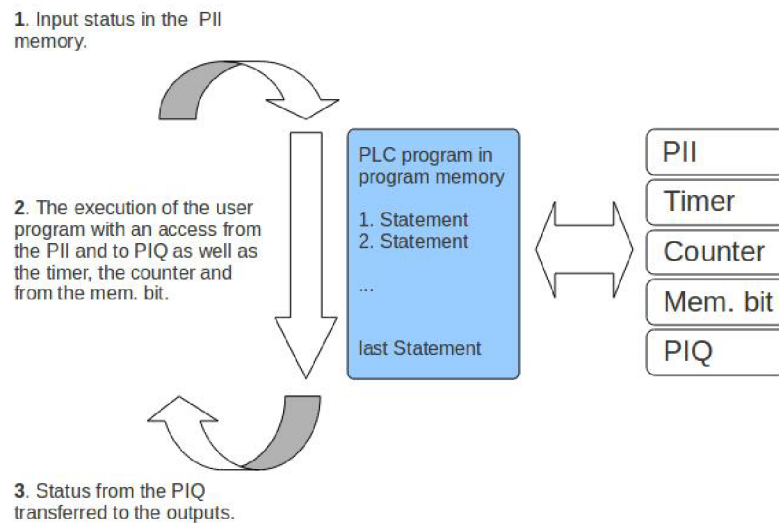 1. Input status in the PII
memory.
2. The execution of the user
program with an access from
the PII and to PIQ as well as
the timer, the counter and
from the mem. bit.
3. Status from the PIQ
transferred to the outputs.
PLC program in
program memory
1. Statement
2. Statement
...
last Statement
PII
Timer
Counter
Mem. bit
PIQ